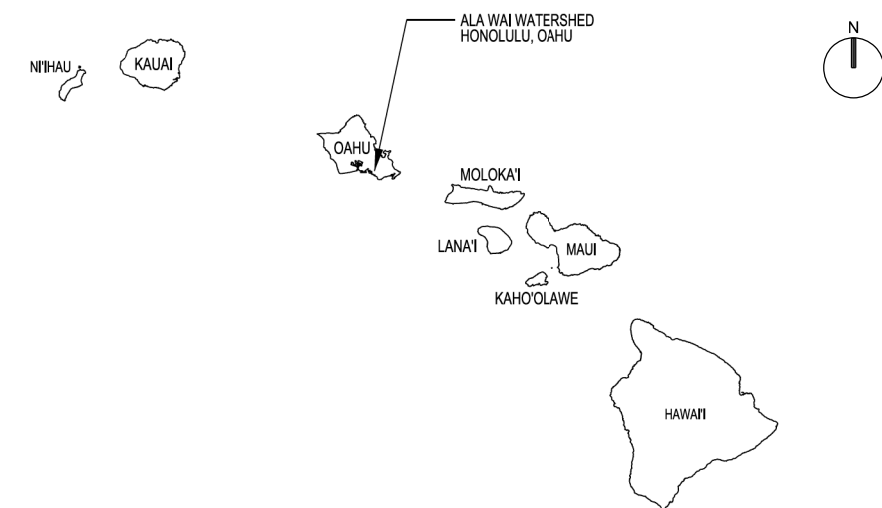 ALA WAI WATERSHED
HONOLULU, OAHU
N
NI'IHAU
KAUAI
OAHU
MOLOKA'I
LANA'I
MAUI
KAHO'OLAWE
HAWAI'I